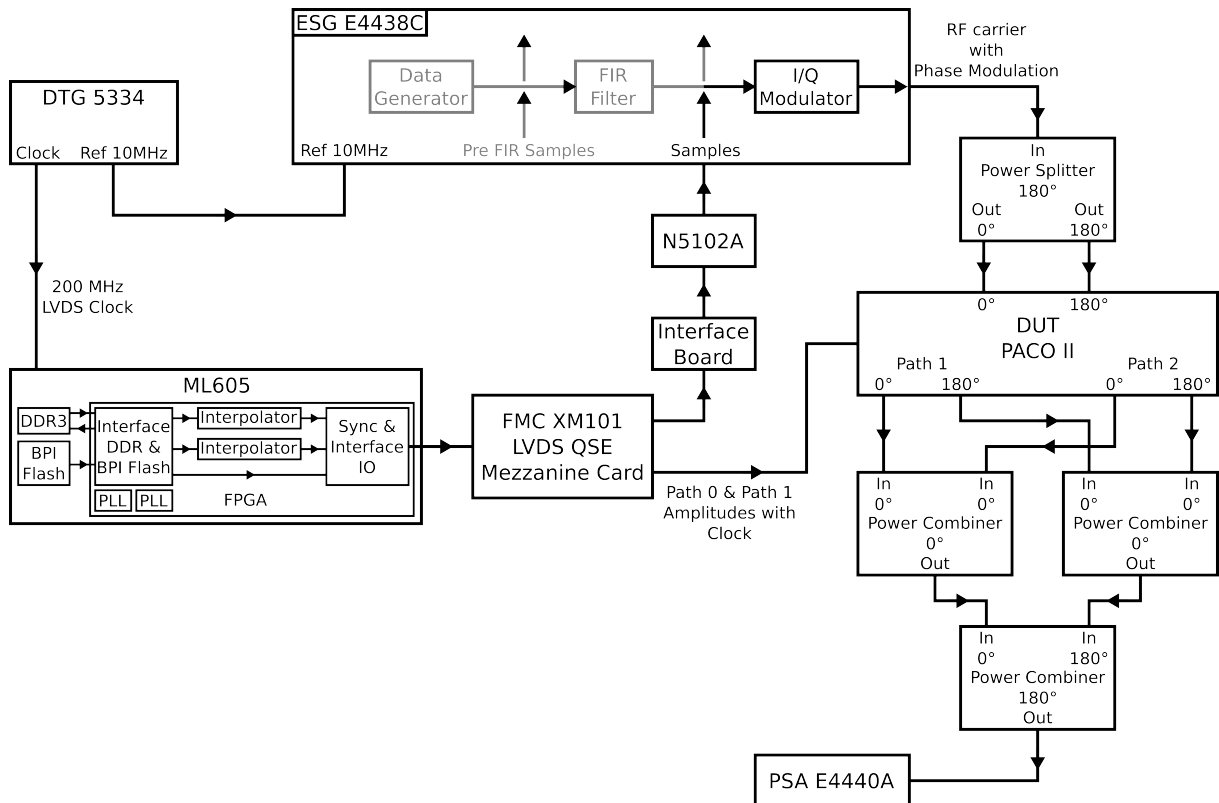 ESG E4438C
Data
Generator
FIR
Filter
I/Q
Modulator
Ref 10MHz
Pre FIR Samples
Samples
RF carrier
with
Phase Modulation
DTG 5334
Clock
Ref 10MHz
200 MHz
LVDS Clock
N5102A
Interface
Board
In
Power Splitter
180°
Out
0°
Out
180°
0°
180°
DUT
PACO II
Path 1
0°
180°
Path 2
0°
180°
ML605
DDR3
BPI
Flash
Interface
DDR &
BPI Flash
Interpolator
Interpolator
Sync &
Interface
IO
PLL
PLL
FPGA
FMC XM101
LVDS QSE
Mezzanine Card
Path 0 & Path 1
Amplitudes with
Clock
In
0°
In
0°
Power Combiner
0°
Out
In
0°
In
0°
Power Combiner
0°
Out
In
0°
In
180°
Power Combiner
180°
Out
PSA E4440A